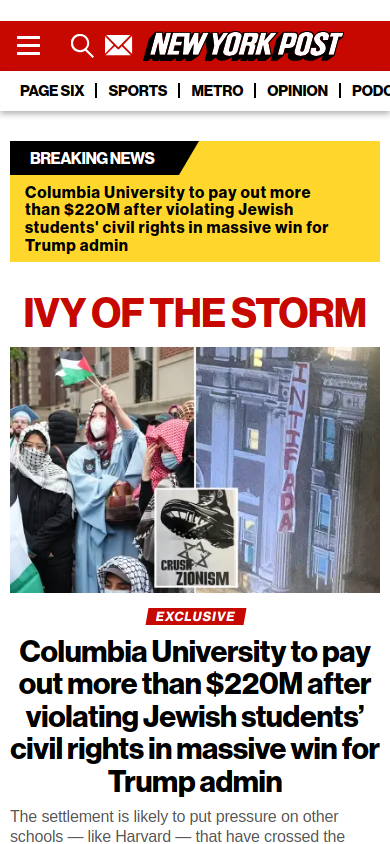 NEW YORK POST
PAGE SIX | SPORTS | METRO | OPINION | PODC
BREAKING NEWS
Columbia University to pay out more
than $220M after violating Jewish
students' civil rights in massive win for
Trump admin
IVY OF THE STORM
INTIFADA
CRUSH
ZIONISM
EXCLUSIVE
Columbia University to pay
out more than $220M after
violating Jewish students’
civil rights in massive win for
Trump admin
The settlement is likely to put pressure on other
schools — like Harvard — that have crossed the